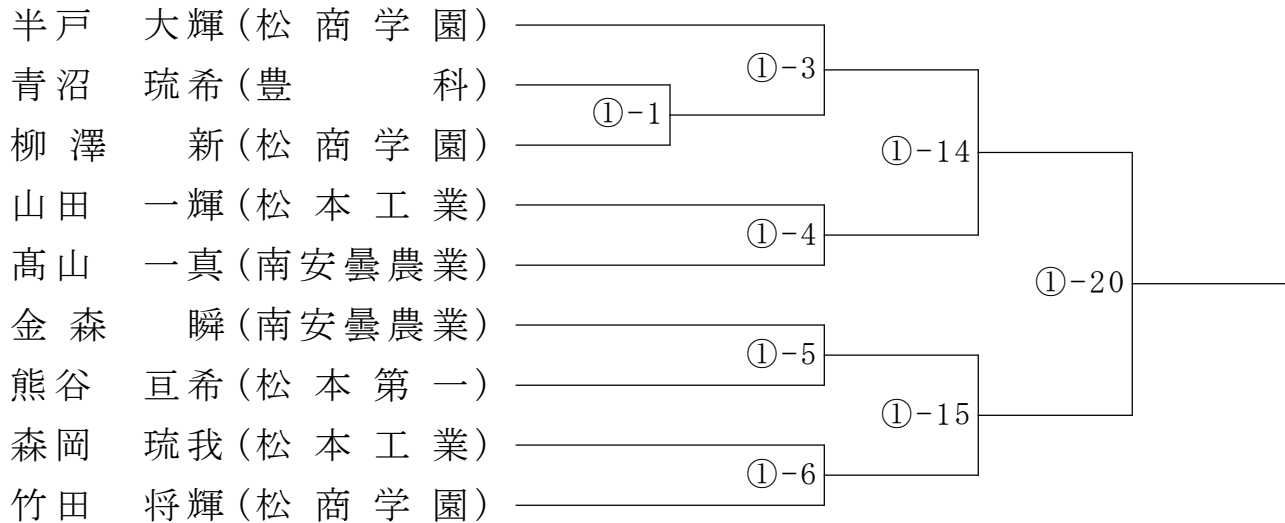 半戸 大輝(松商学園)
①-3
青沼 琉希(豊科)
①-1
柳澤 新(松商学園)
①-14
山田 一輝(松本工業)
①-4
髙山 一真(南安曇農業)
①-20
金森 瞬(南安曇農業)
①-5
熊谷 亘希(松本第一)
①-15
森岡 琉我(松本工業)
①-6
竹田 将輝(松商学園)